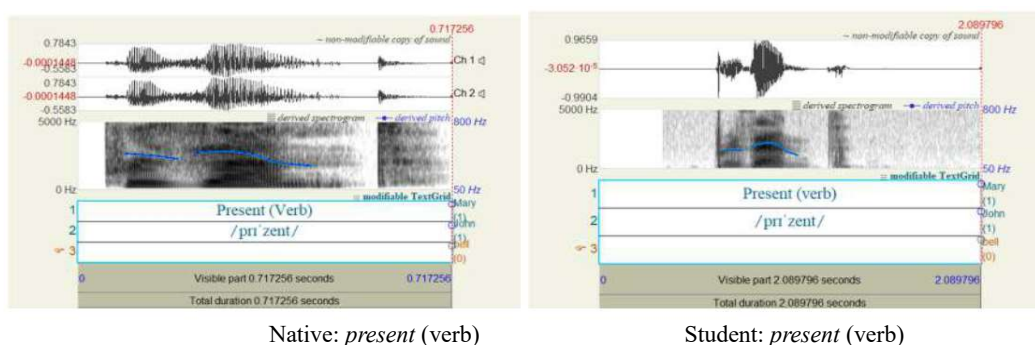 0.717256
~ non-modifiable copy of sound
0.7843
-0.0001448
-0.5583
Ch 1
0.7843
-0.0001448
-0.5583
Ch 2
derived spectrogram
derived pitch
5000 Hz
800 Hz
0 Hz
50 Hz
modifiable TextGrid
1
Present (Verb)
Mary
(1)
2
/prɪˈzent/
John
(1)
3
bell
(0)
0
Visible part 0.717256 seconds
0.717256
Total duration 0.717256 seconds
Native: present (verb)
2.089796
~ non-modifiable copy of sound
0.9659
-3.052·10⁻⁵
-0.9904
derived spectrogram
derived pitch
5000 Hz
800 Hz
0 Hz
50 Hz
modifiable TextGrid
1
Present (verb)
Mary
(1)
2
/prɪˈzent/
John
(1)
3
bell
(0)
0
Visible part 2.089796 seconds
2.089796
Total duration 2.089796 seconds
Student: present (verb)